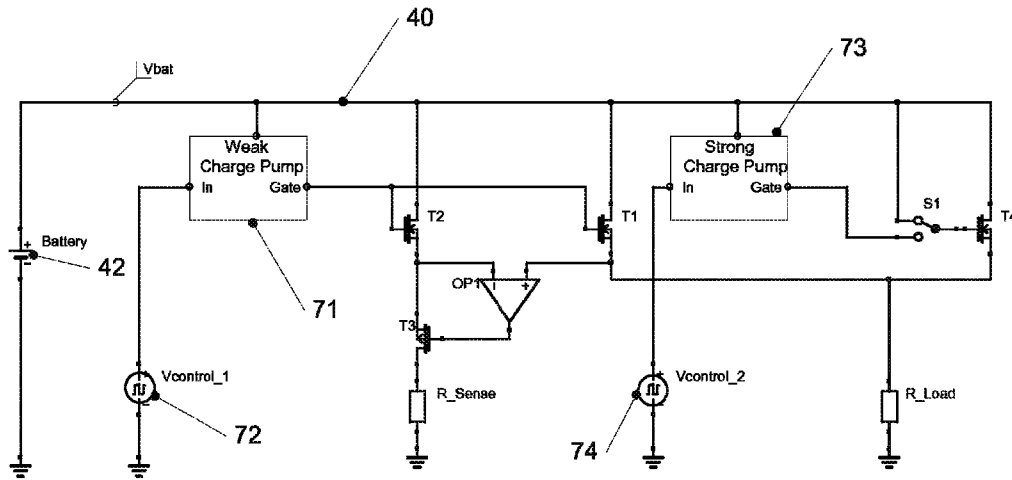 40
73
Vbat
Weak
Charge Pump
In
Gate
Strong
Charge Pump
In
Gate
S1
T2
T1
T4
+
Battery
-
42
71
OP1
-
+
T3
Vcontrol_1
+
-
R_Sense
Vcontrol_2
+
-
R_Load
72
74